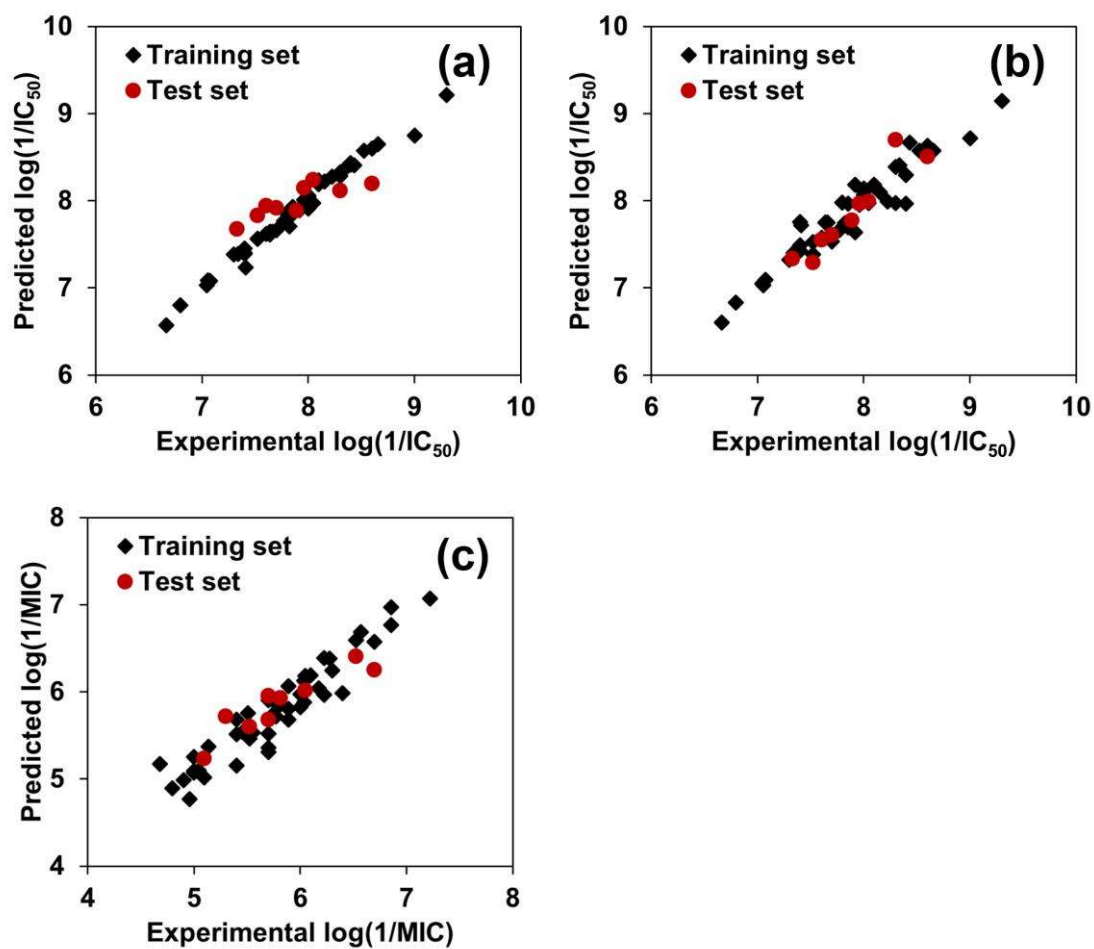 (a)
Training set
Test set
Predicted log(1/IC50)
10
9
8
7
6
6 7 8 9 10
Experimental log(1/IC50)
(b)
Training set
Test set
Predicted log(1/IC50)
10
9
8
7
6
6 7 8 9 10
Experimental log(1/IC50)
(c)
Training set
Test set
Predicted log(1/MIC)
8
7
6
5
4
4 5 6 7 8
Experimental log(1/MIC)